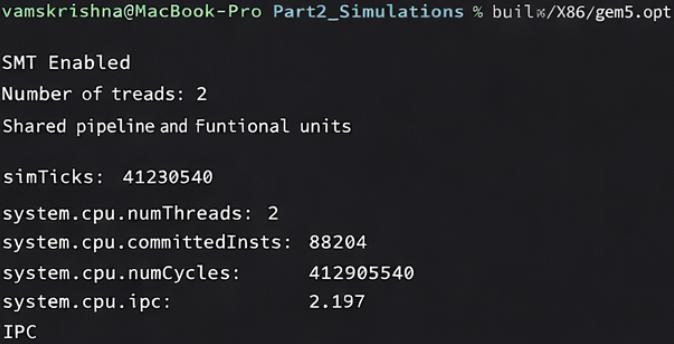 vamskrishna@MacBook-Pro Part2_Simulations % build/X86/gem5.opt
SMT Enabled
Number of treads: 2
Shared pipeline and Funtional units
simTicks: 41230540
system.cpu.numThreads: 2
system.cpu.committedInsts: 88204
system.cpu.numCycles: 412905540
system.cpu.ipc: 2.197
IPC